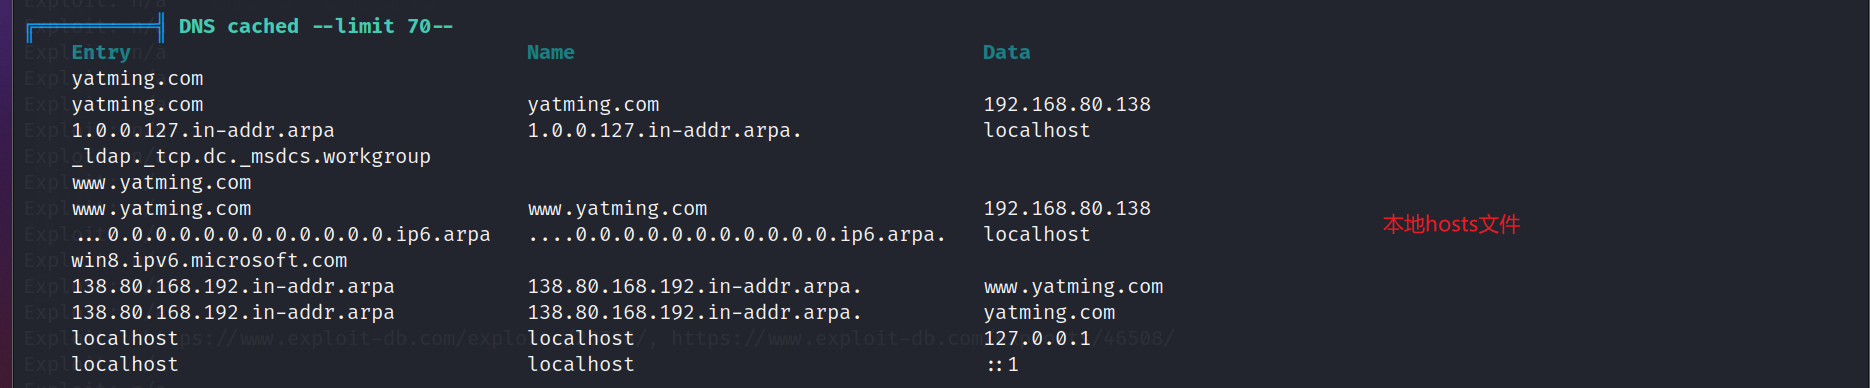 DNS cached --limit 70--
Entry Name Data
yatming.com
yatming.com yatming.com 192.168.80.138
1.0.0.127.in-addr.arpa 1.0.0.127.in-addr.arpa. localhost
_ldap._tcp.dc._msdcs.workgroup
www.yatming.com
www.yatming.com www.yatming.com 192.168.80.138
...0.0.0.0.0.0.0.0.0.0.0.0.ip6.arpa ....0.0.0.0.0.0.0.0.0.0.0.ip6.arpa. localhost
本地hosts文件
win8.ipv6.microsoft.com
138.80.168.192.in-addr.arpa 138.80.168.192.in-addr.arpa. www.yatming.com
138.80.168.192.in-addr.arpa 138.80.168.192.in-addr.arpa. yatming.com
localhost localhost 127.0.0.1
localhost localhost ::1